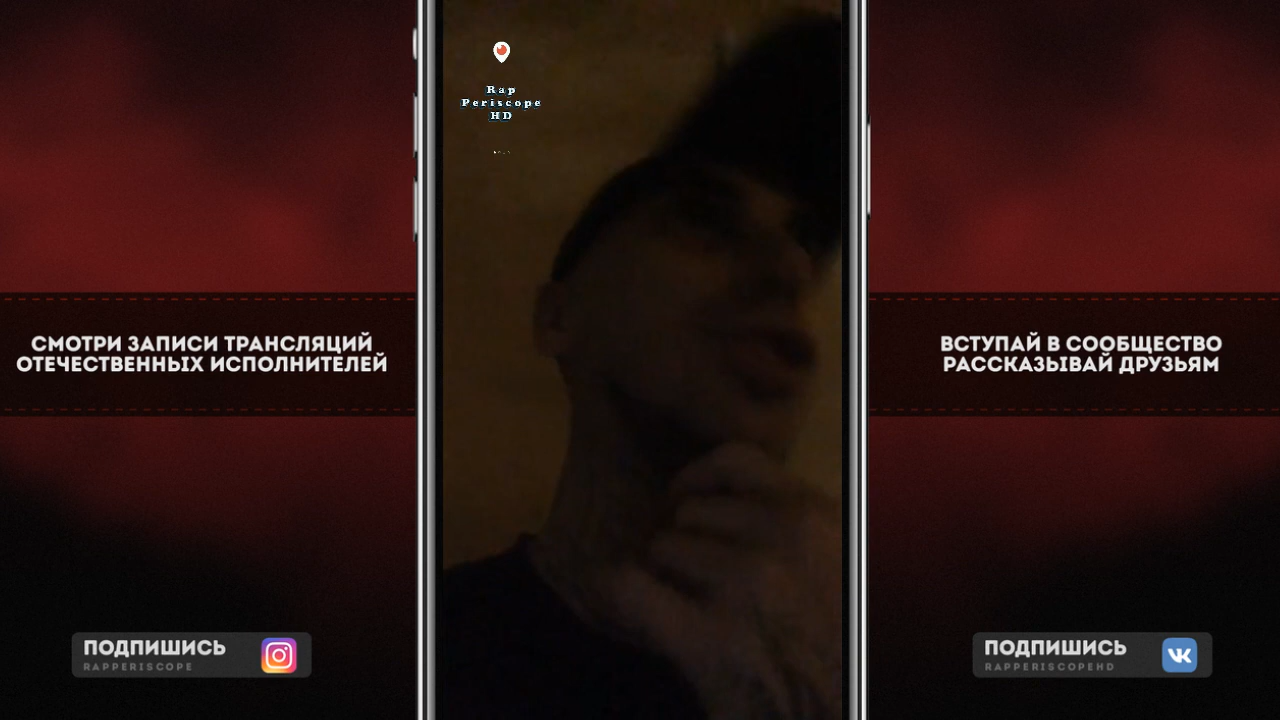 Rap
Periscope
HD
СМОТРИ ЗАПИСИ ТРАНСЛЯЦИЙ
ОТЕЧЕСТВЕННЫХ ИСПОЛНИТЕЛЕЙ
ВСТУПАЙ В СООБЩЕСТВО
РАССКАЗЫВАЙ ДРУЗЬЯМ
ПОДПИШИСЬ
RAPPERISCOPE
ПОДПИШИСЬ
RAPPERISCOPEHD